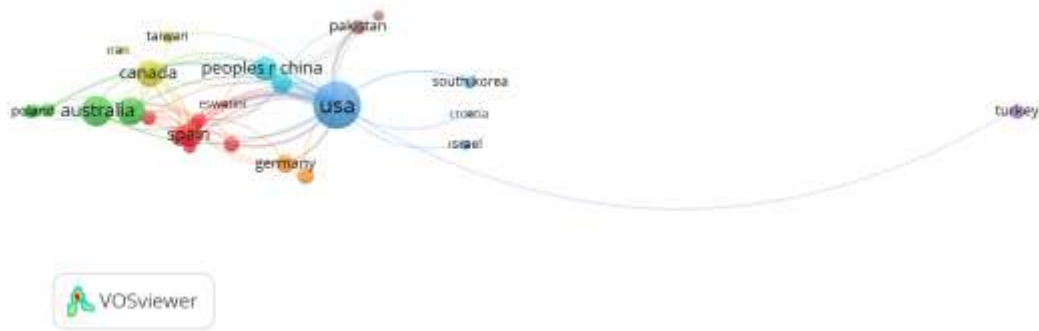 pakistan
taiwan
iran
canada
peoples r china
south korea
poland
australia
eswatini
usa
croatia
turkey
spain
israel
germany
VOSviewer